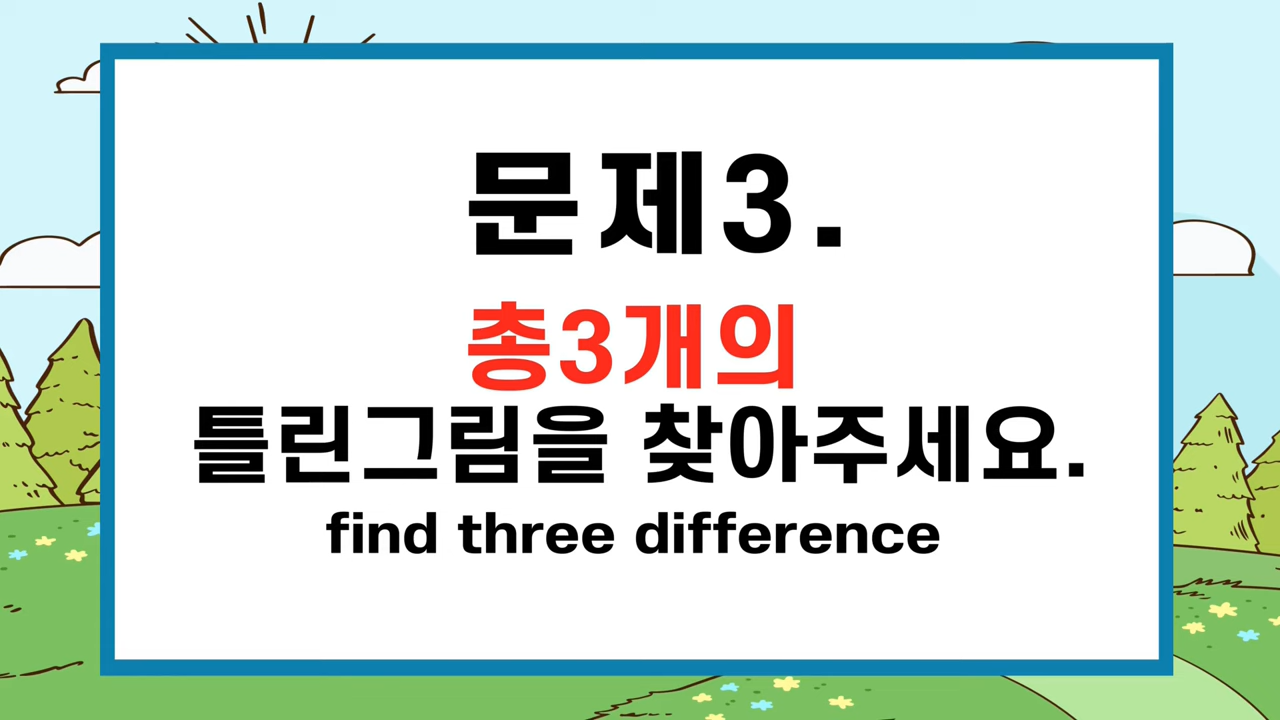 문제3.
총3개의
틀린그림을 찾아주세요.
find three difference